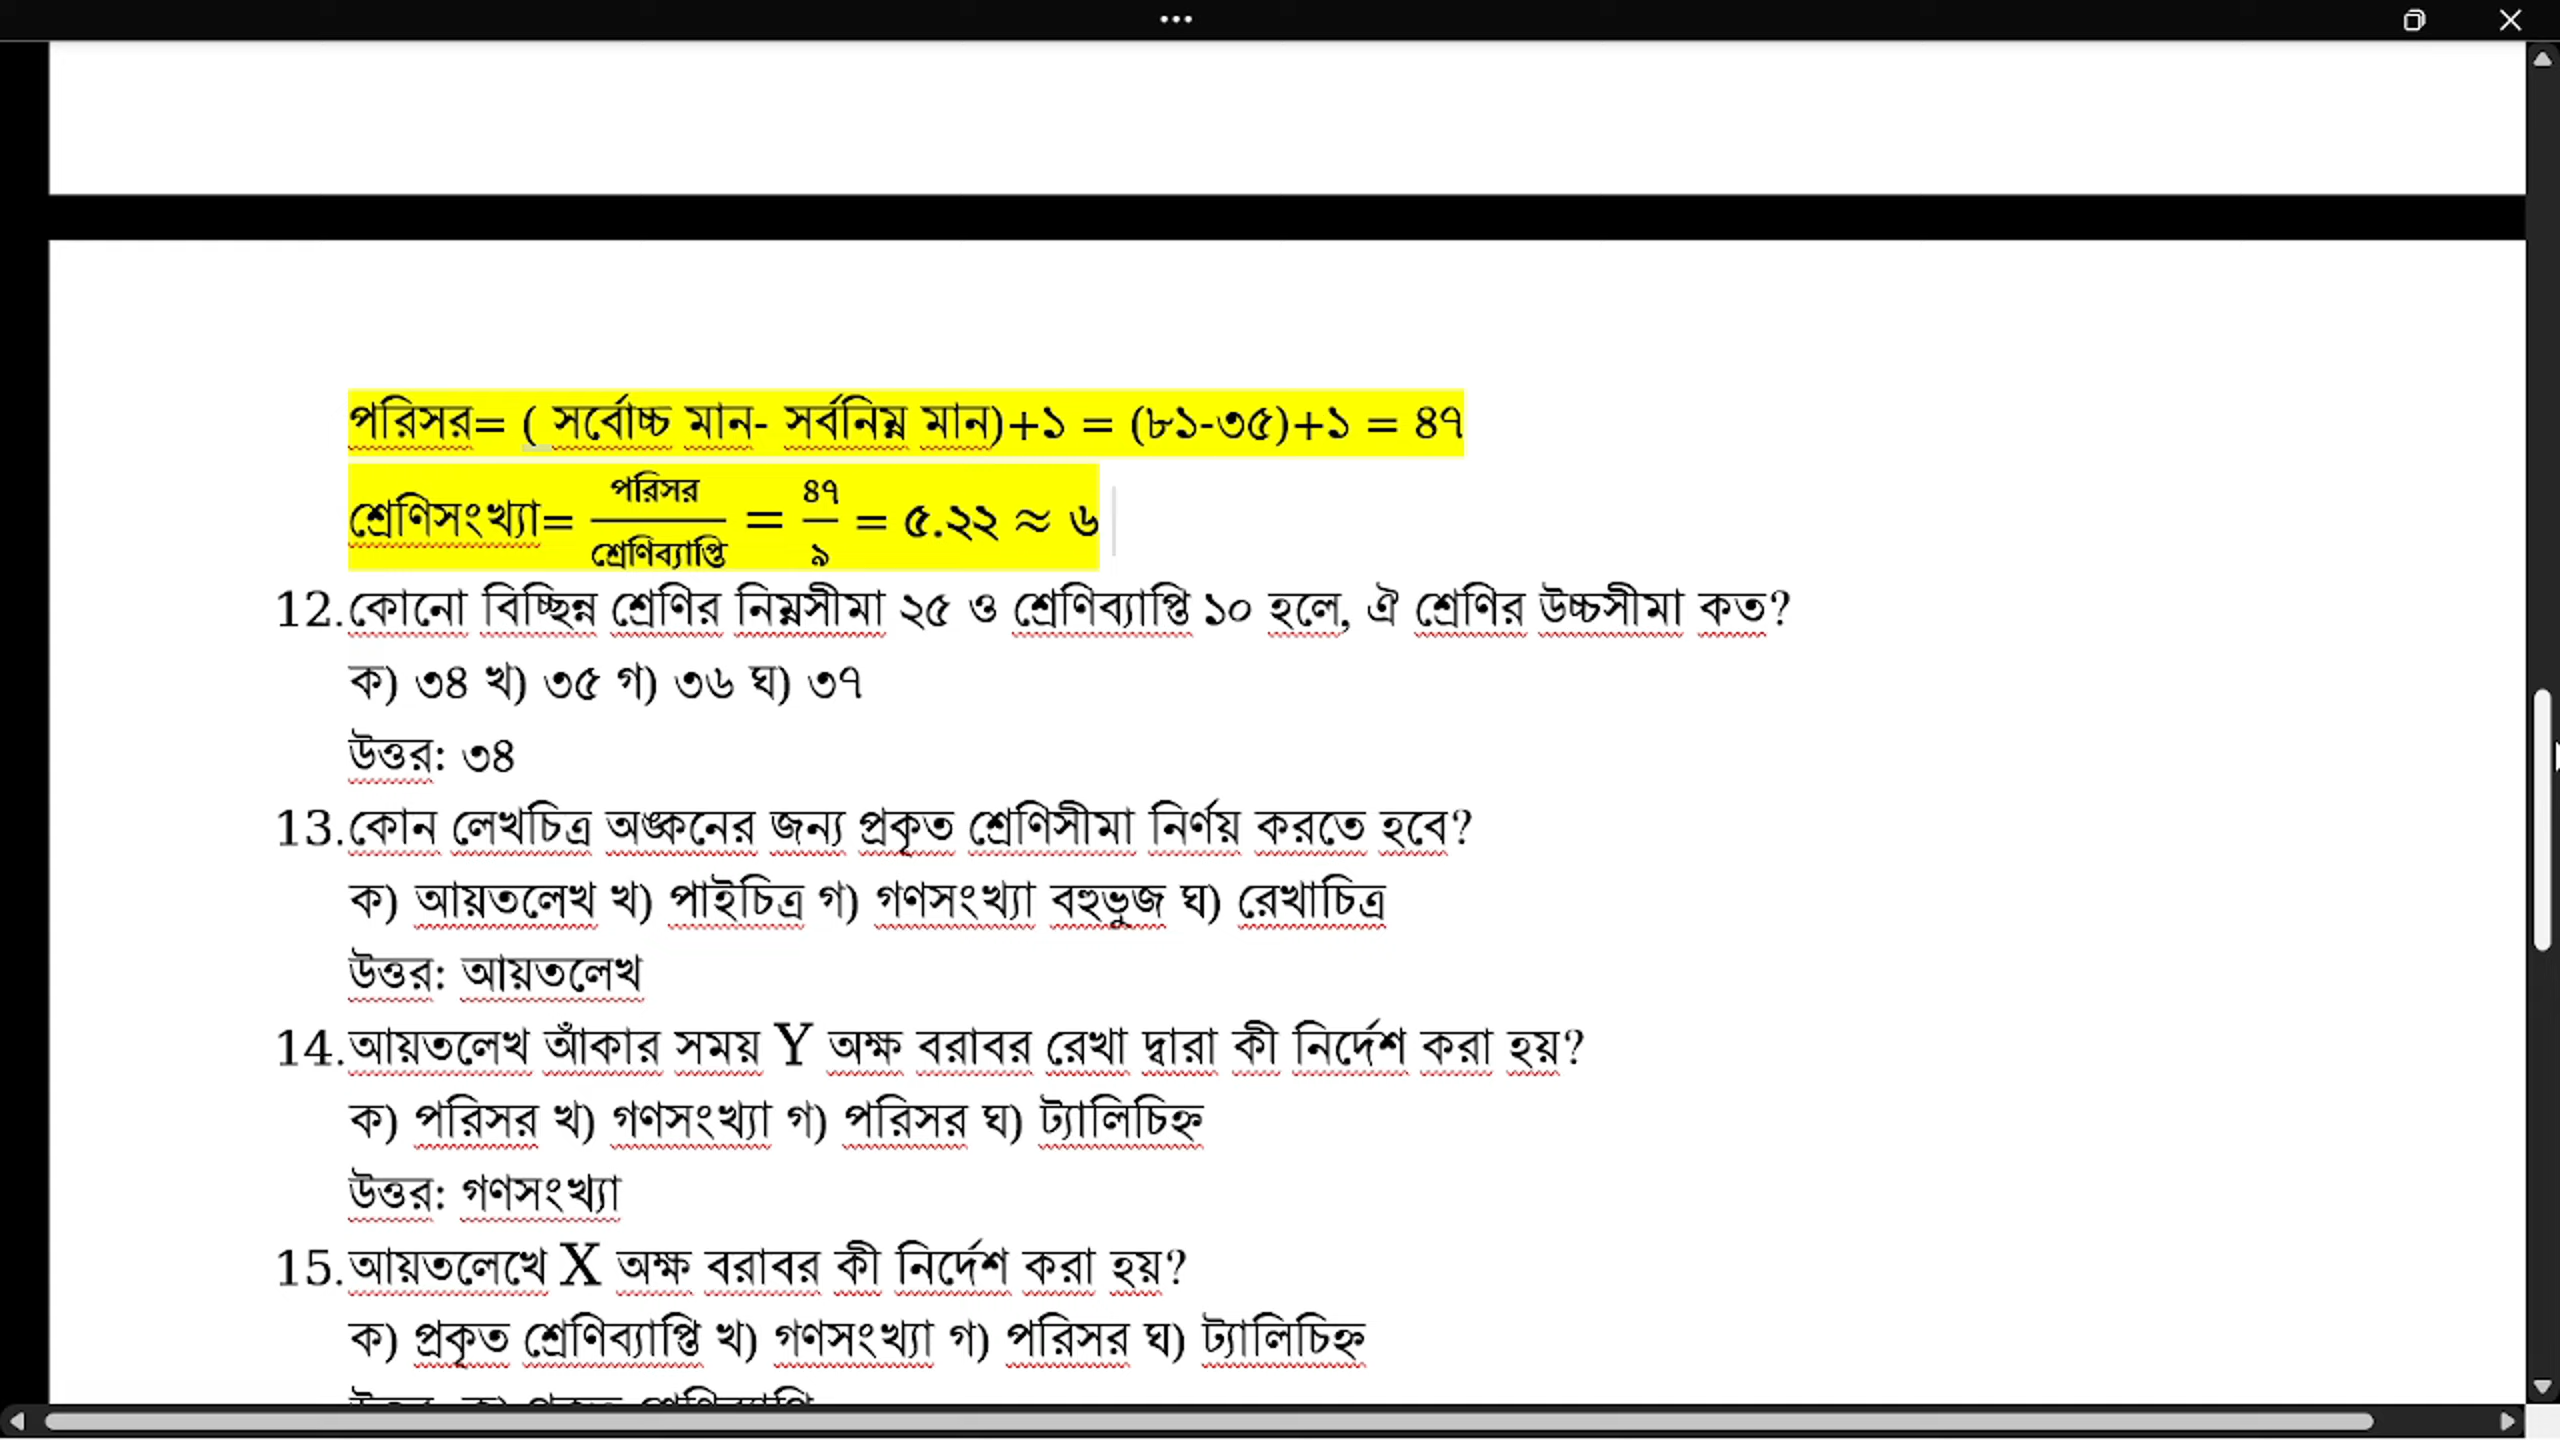 পরিসর= ( সর্বোচ্চ মান- সর্বনিম্ন মান)+১ = (৮১-৩৫)+১ = ৪৭
শ্রেণিসংখ্যা= পরিসর/শ্রেণিব্যাপ্তি = ৪৭/৯ = ৫.২২ ≈ ৬
12.কোনো বিচ্ছিন্ন শ্রেণির নিম্নসীমা ২৫ ও শ্রেণিব্যাপ্তি ১০ হলে, ঐ শ্রেণির উচ্চসীমা কত?
ক) ৩৪ খ) ৩৫ গ) ৩৬ ঘ) ৩৭
উত্তর: ৩৪
13.কোন লেখচিত্র অঙ্কনের জন্য প্রকৃত শ্রেণিসীমা নির্ণয় করতে হবে?
ক) আয়তলেখ খ) পাইচিত্র গ) গণসংখ্যা বহুভুজ ঘ) রেখাচিত্র
উত্তর: আয়তলেখ
14.আয়তলেখ আঁকার সময় Y অক্ষ বরাবর রেখা দ্বারা কী নির্দেশ করা হয়?
ক) পরিসর খ) গণসংখ্যা গ) পরিসর ঘ) ট্যালিচিহ্ন
উত্তর: গণসংখ্যা
15.আয়তলেখে X অক্ষ বরাবর কী নির্দেশ করা হয়?
ক) প্রকৃত শ্রেণিব্যাপ্তি খ) গণসংখ্যা গ) পরিসর ঘ) ট্যালিচিহ্ন